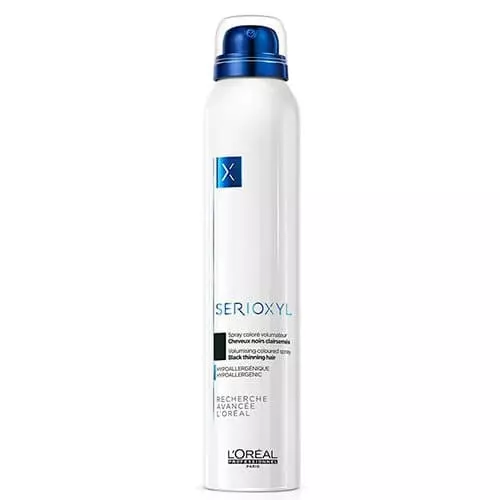 X
SERIOXYL
Spray coloré volumateur
Cheveux noirs clairsemés
Volumising coloured spray
Black thinning hair
HYPOALLERGÉNIQUE
HYPOALLERGENIC
RECHERCHE
AVANCÉE
L'ORÉAL
L'ORÉAL
PROFESSIONNEL
PARIS